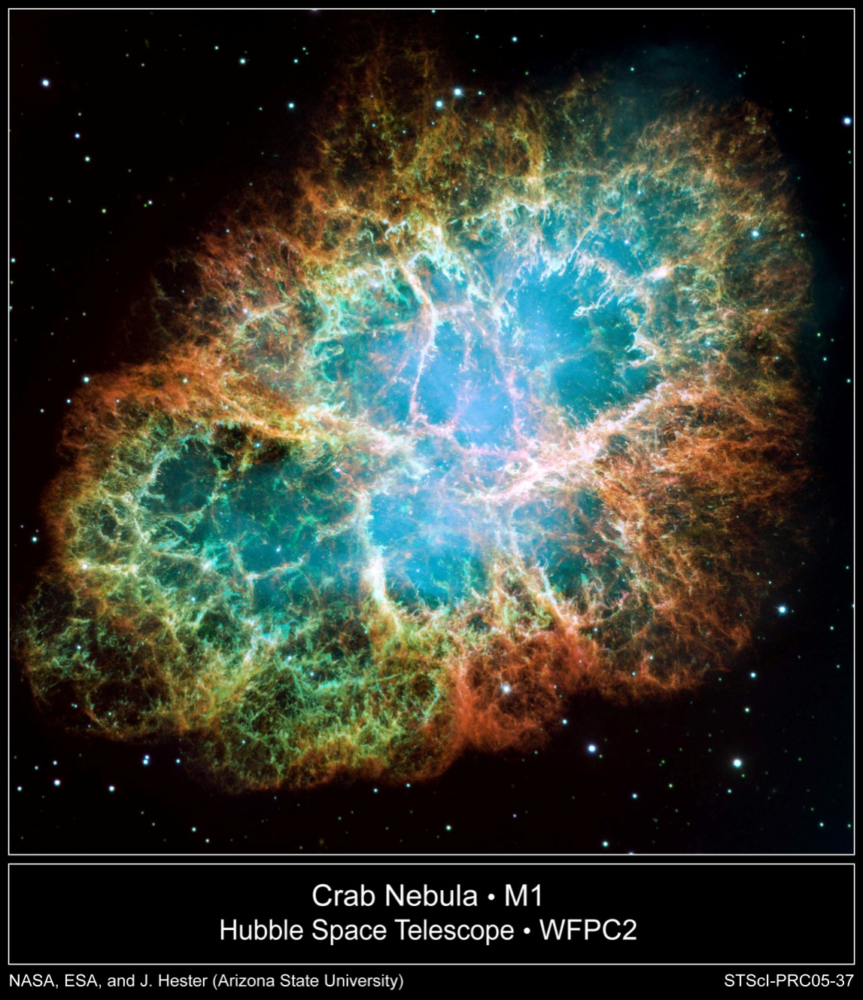 Crab Nebula • M1
Hubble Space Telescope • WFPC2
NASA, ESA, and J. Hester (Arizona State University)
STScI-PRC05-37